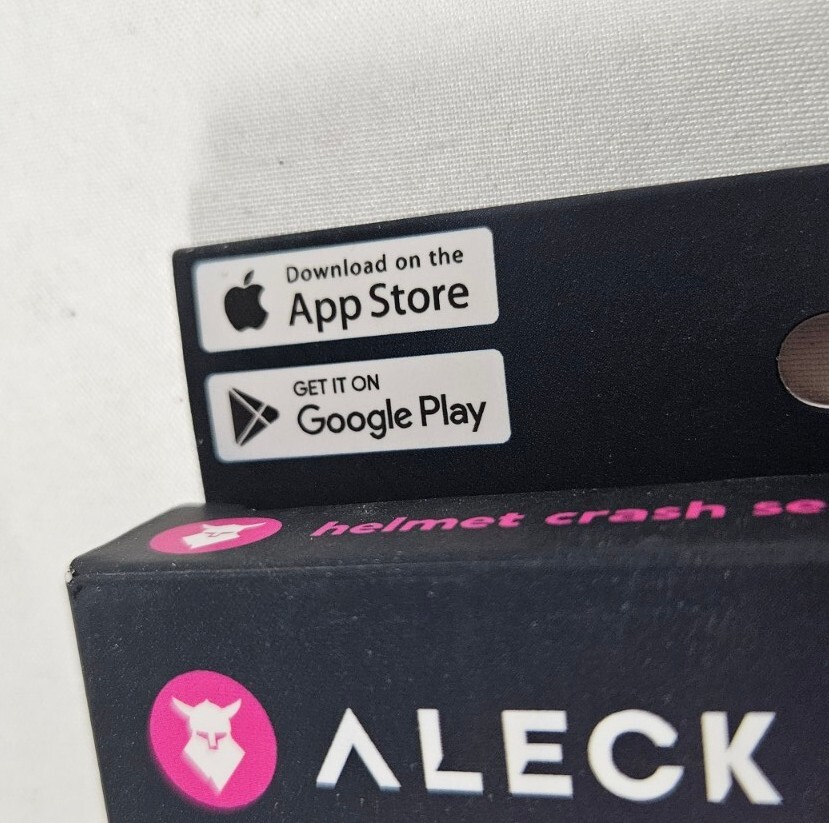 Download on the
App Store
GET IT ON
Google Play
helmet crash
ALECK